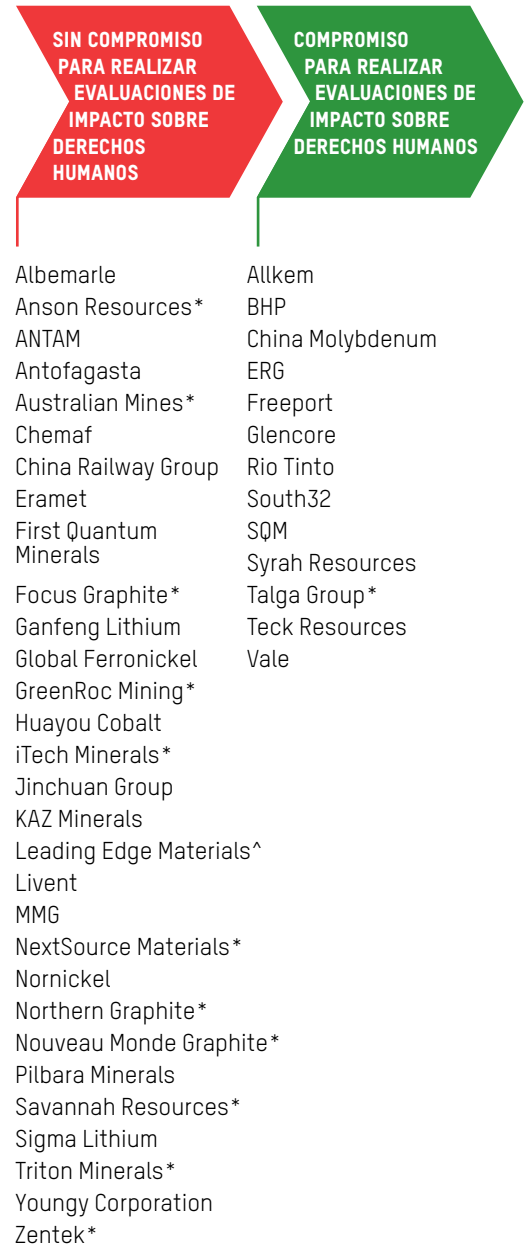 SIN COMPROMISO
PARA REALIZAR
EVALUACIONES DE
IMPACTO SOBRE
DERECHOS
HUMANOS
COMPROMISO
PARA REALIZAR
EVALUACIONES DE
IMPACTO SOBRE
DERECHOS HUMANOS
Albemarle
Anson Resources*
ANTAM
Antofagasta
Australian Mines*
Chemaf
China Railway Group
Eramet
First Quantum
Minerals
Focus Graphite*
Ganfeng Lithium
Global Ferronickel
GreenRoc Mining*
Huayou Cobalt
iTech Minerals*
Jinchuan Group
KAZ Minerals
Leading Edge Materials^
Livent
MMG
NextSource Materials*
Nornickel
Northern Graphite*
Nouveau Monde Graphite*
Pilbara Minerals
Savannah Resources*
Sigma Lithium
Triton Minerals*
Youngy Corporation
Zentek*
Allkem
BHP
China Molybdenum
ERG
Freeport
Glencore
Rio Tinto
South32
SQM
Syrah Resources
Talga Group*
Teck Resources
Vale